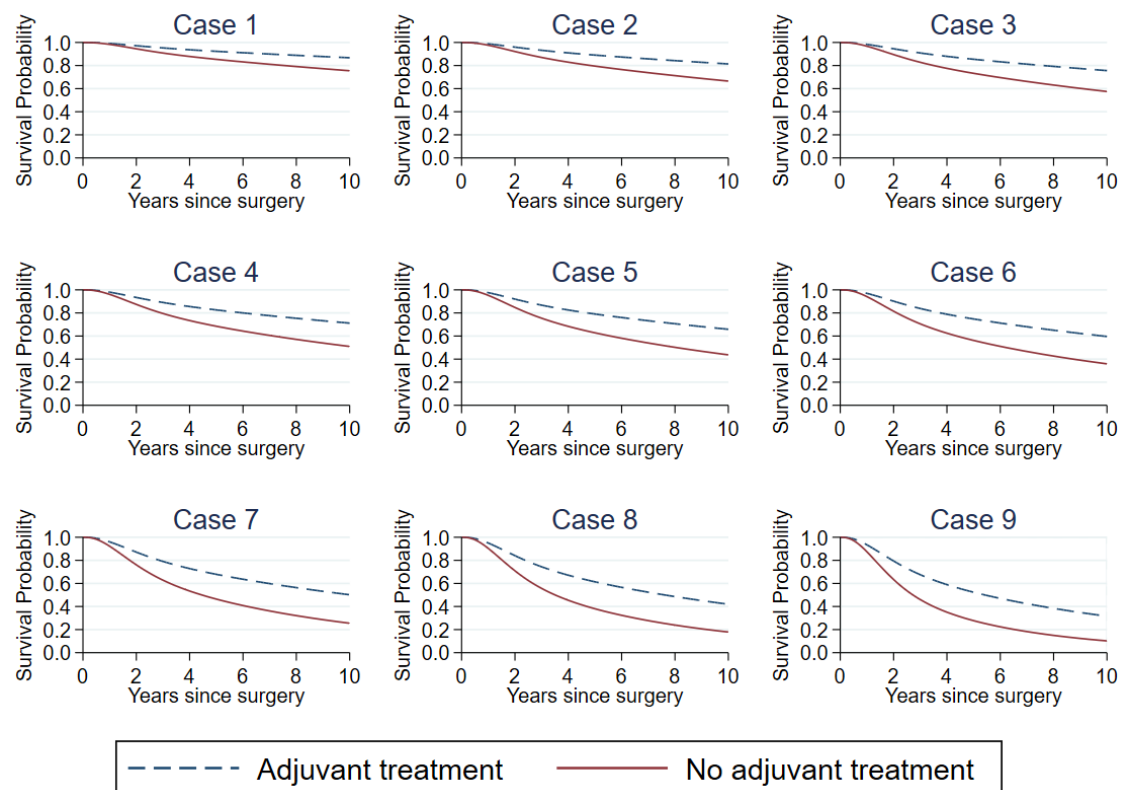 Case 1
Survival Probability
1.0
0.8
0.6
0.4
0.2
0.0
0 2 4 6 8 10
Years since surgery
Case 2
Survival Probability
1.0
0.8
0.6
0.4
0.2
0.0
0 2 4 6 8 10
Years since surgery
Case 3
Survival Probability
1.0
0.8
0.6
0.4
0.2
0.0
0 2 4 6 8 10
Years since surgery
Case 4
Survival Probability
1.0
0.8
0.6
0.4
0.2
0.0
0 2 4 6 8 10
Years since surgery
Case 5
Survival Probability
1.0
0.8
0.6
0.4
0.2
0.0
0 2 4 6 8 10
Years since surgery
Case 6
Survival Probability
1.0
0.8
0.6
0.4
0.2
0.0
0 2 4 6 8 10
Years since surgery
Case 7
Survival Probability
1.0
0.8
0.6
0.4
0.2
0.0
0 2 4 6 8 10
Years since surgery
Case 8
Survival Probability
1.0
0.8
0.6
0.4
0.2
0.0
0 2 4 6 8 10
Years since surgery
Case 9
Survival Probability
1.0
0.8
0.6
0.4
0.2
0.0
0 2 4 6 8 10
Years since surgery
Adjuvant treatment No adjuvant treatment